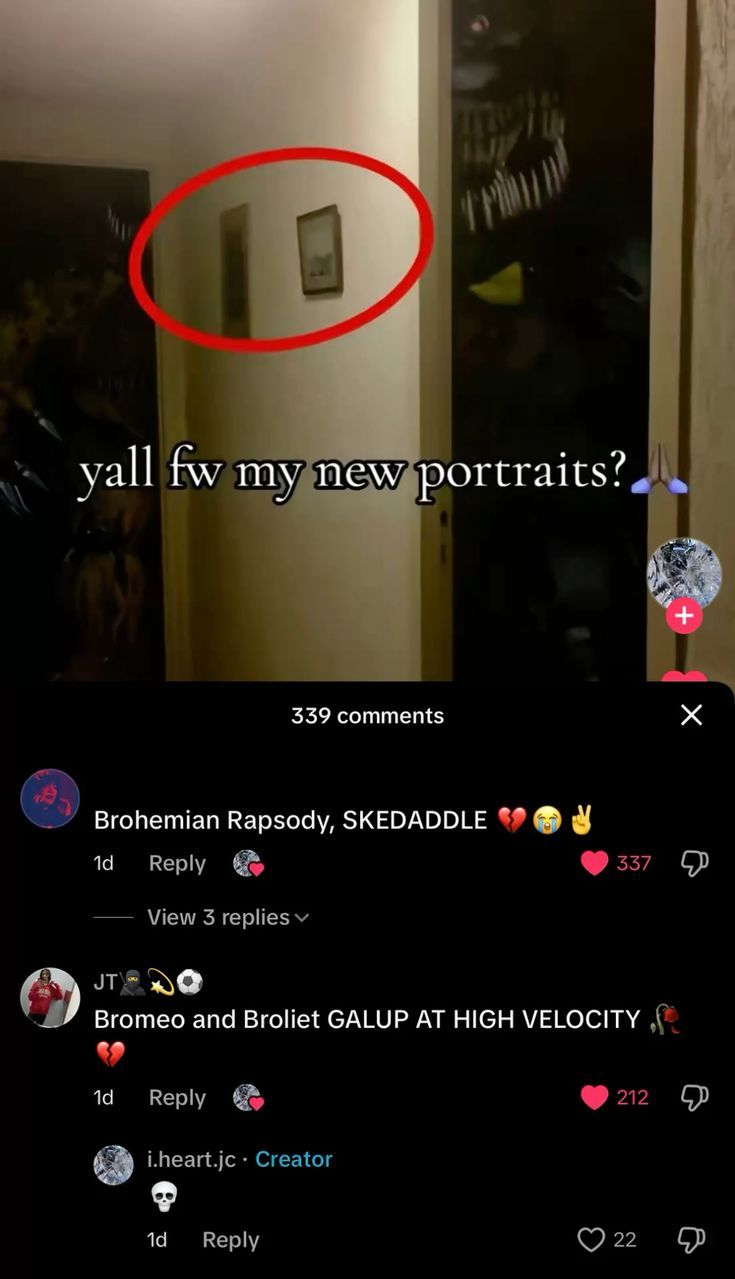 yall fw my new portraits?🙏🏿
339 comments
Brohemian Rapsody, SKEDADDLE 💔😭✌️
1d Reply 337
View 3 replies
JT🥷💫⚽
Bromeo and Broliet GALUP AT HIGH VELOCITY 🥀
💔
1d Reply 212
i.heart.jc · Creator
💀
1d Reply 22